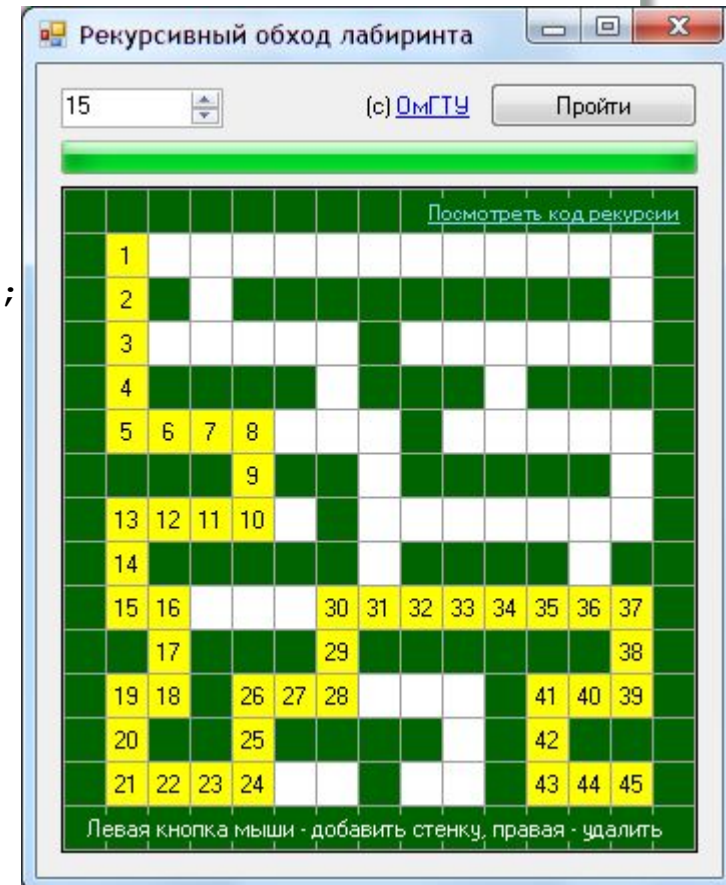 Рекурсивный обход лабиринта
15 (c) ОмГТУ Пройти
Посмотреть код рекурсии
1
;
2
3
4
5 6 7 8
9
13 12 11 10
14
15 16 30 31 32 33 34 35 36 37
17 29 38
19 18 26 27 28 41 40 39
20 25 42
21 22 23 24 43 44 45
Левая кнопка мыши - добавить стенку, правая - удалить